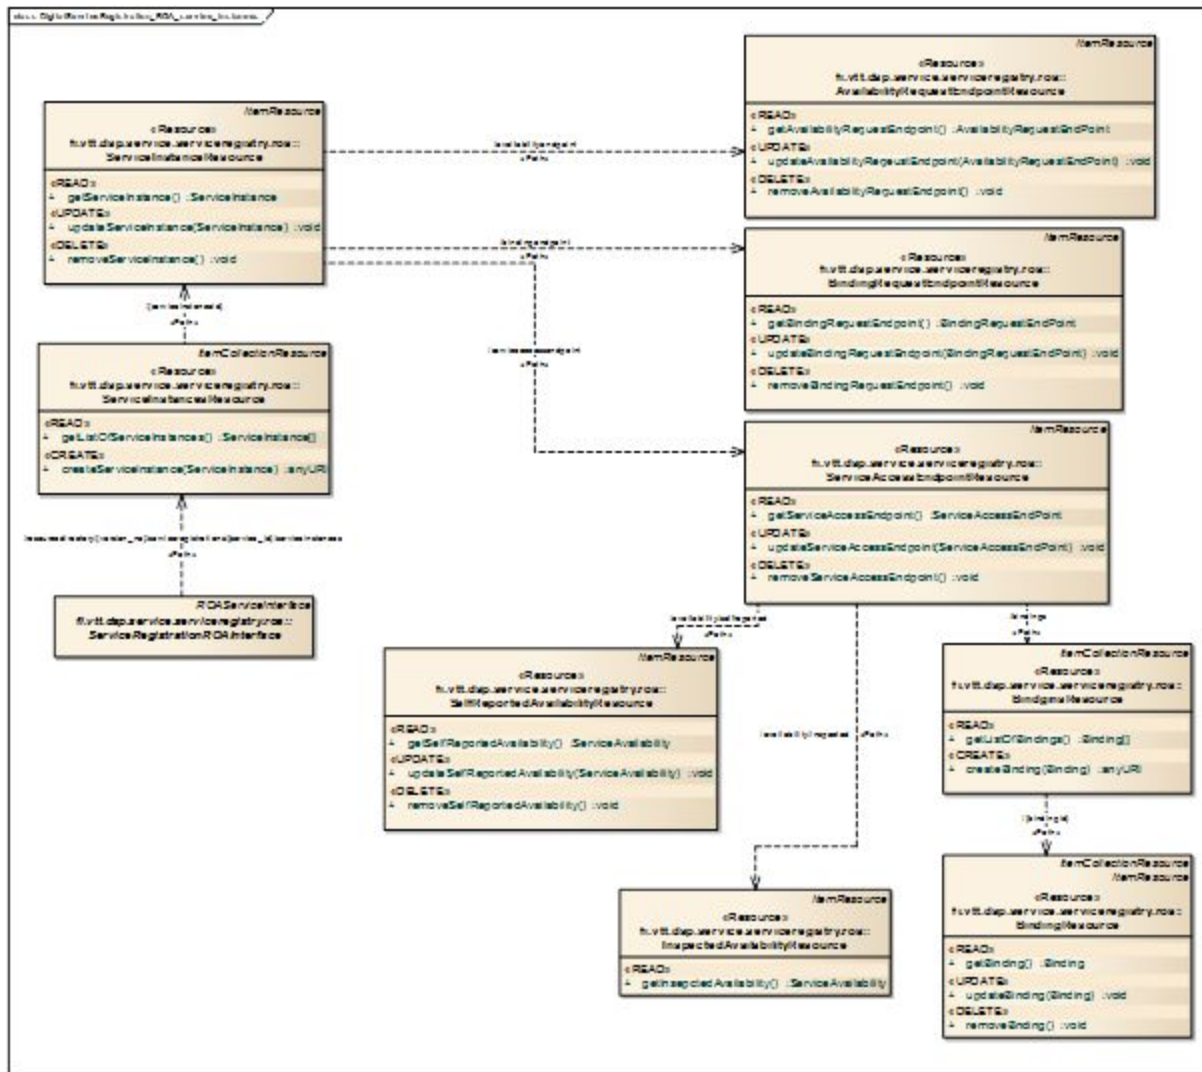 class DigitalServiceRegistration_ROA_service_instances
ItemResource
«Resource»
fi.vtt.dsp.service.serviceregistry.roa::
AvailabilityRequestEndpointResource
«READ»
+ getAvailabilityRequestEndpoint() :AvailabilityRequestEndPoint
«UPDATE»
+ updateAvailabilityReqeustEndpoint(AvailabilityRequestEndPoint) :void
«DELETE»
+ removeAvailabilityRequestEndpoint() :void
ItemResource
«Resource»
fi.vtt.dsp.service.serviceregistry.roa::
ServiceInstanceResource
«READ»
+ getServiceInstance() :ServiceInstance
«UPDATE»
+ updateServiceInstance(ServiceInstance) :void
«DELETE»
+ removeServiceInstance() :void
«Path»
/bindingendpoint
«Path»
ItemResource
«Resource»
fi.vtt.dsp.service.serviceregistry.roa::
BindingRequestEndpointResource
«READ»
+ getBindingRequestEndpoint() :BindingRequestEndPoint
«UPDATE»
+ updateBindingRequestEndpoint(BindingRequestEndPoint) :void
«DELETE»
+ removeBindingRequestEndpoint() :void
/serviceaccessendpoint
«Path»
«Path»
ItemCollectionResource
«Resource»
fi.vtt.dsp.service.serviceregistry.roa::
ServiceInstancesResource
«READ»
+ getListOfServiceInstances() :ServiceInstance[]
«CREATE»
+ createServiceInstance(ServiceInstance) :anyURI
ItemResource
«Resource»
fi.vtt.dsp.service.serviceregistry.roa::
ServiceAccessEndpointResource
«READ»
+ getServiceAccessEndpoint() :ServiceAccessEndPoint
«UPDATE»
+ updateServiceAccessEndpoint(ServiceAccessEndPoint) :void
«DELETE»
+ removeServiceAccessEndpoint() :void
«Path»
ROAServiceInterface
fi.vtt.dsp.service.serviceregistry.roa::
ServiceRegistrationROAInterface
«Path»
/bindings
«Path»
ItemResource
«Resource»
fi.vtt.dsp.service.serviceregistry.roa::
SelfReportedAvailabilityResource
«READ»
+ getSelfReportedAvailability() :ServiceAvailability
«UPDATE»
+ updateSelfReportedAvailability(ServiceAvailability) :void
«DELETE»
+ removeSelfReportedAvailability() :void
«Path»
ItemCollectionResource
«Resource»
fi.vtt.dsp.service.serviceregistry.roa::
«READ»
+ getListOfBindings() :Binding[]
«CREATE»
+ createBinding(Binding) :anyURI
«Path»
ItemResource
«Resource»
fi.vtt.dsp.service.serviceregistry.roa::
InspectedAvailabilityResource
«READ»
+ getInsepctedAvailability() :ServiceAvailability
ItemCollectionResource
ItemResource
«Resource»
fi.vtt.dsp.service.serviceregistry.roa::
BindingResource
«READ»
+ getBinding() :Binding
«UPDATE»
+ updateBinding(Binding) :void
«DELETE»
+ removeBinding() :void